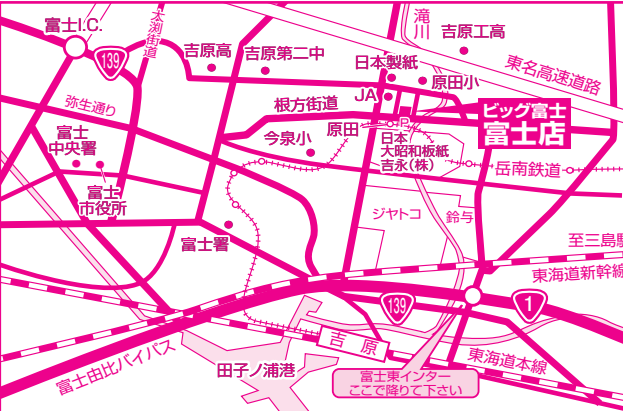 富士I.C.
139
大渕街道
吉原高
吉原第二中
滝川
吉原工高
日本製紙
原田小
東名高速道路
弥生通り
根方街道
JA
P
ビッグ富士
富士店
富士
中央署
今泉小
原田
日本
大昭和板紙
吉永(株)
岳南鉄道
富士
市役所
ジヤトコ
鈴与
富士署
至三島駅
東海道新幹線
139
1
吉原
東海道本線
富士由比バイパス
田子ノ浦港
富士東インター
ここで降りて下さい